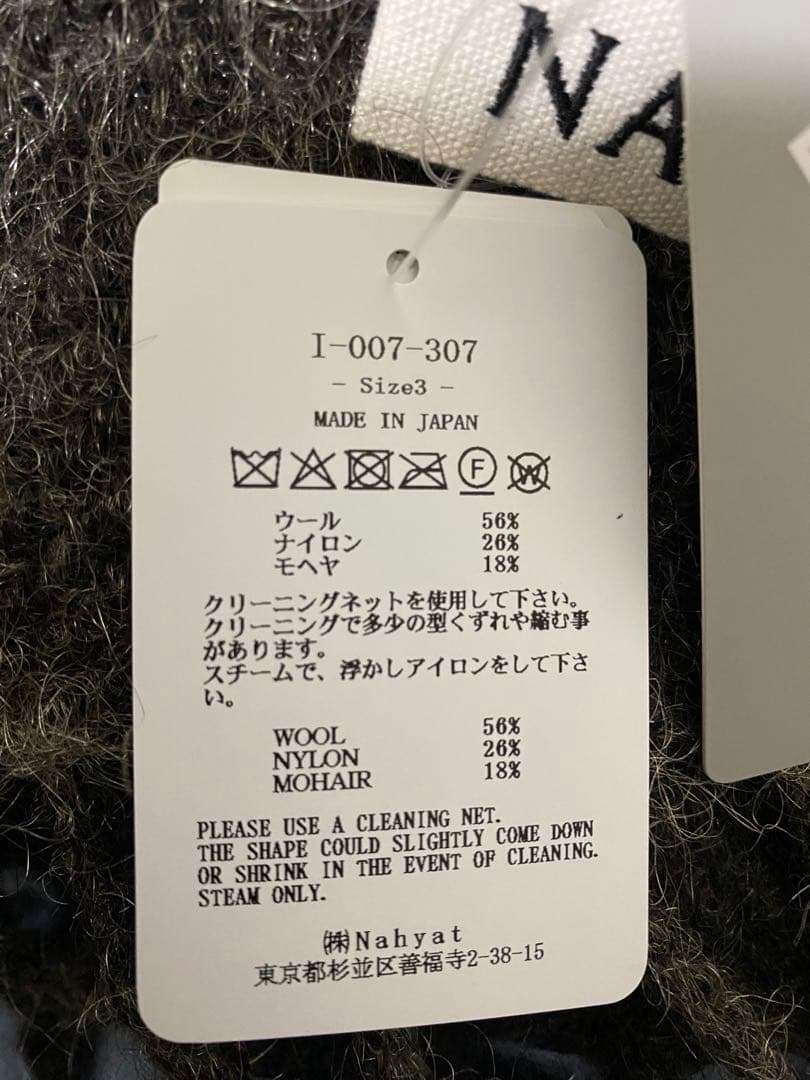 NA
I-007-307
- Size3 -
MADE IN JAPAN
F W
ウール 56%
ナイロン 26%
モヘヤ 18%
クリーニングネットを使用して下さい。
クリーニングで多少の型くずれや縮む事
があります。
スチームで、浮かしアイロンをして下さ
い。
WOOL 56%
NYLON 26%
MOHAIR 18%
PLEASE USE A CLEANING NET.
THE SHAPE COULD SLIGHTLY COME DOWN
OR SHRINK IN THE EVENT OF CLEANING.
STEAM ONLY.
㈱Nahyat
東京都杉並区善福寺2-38-15